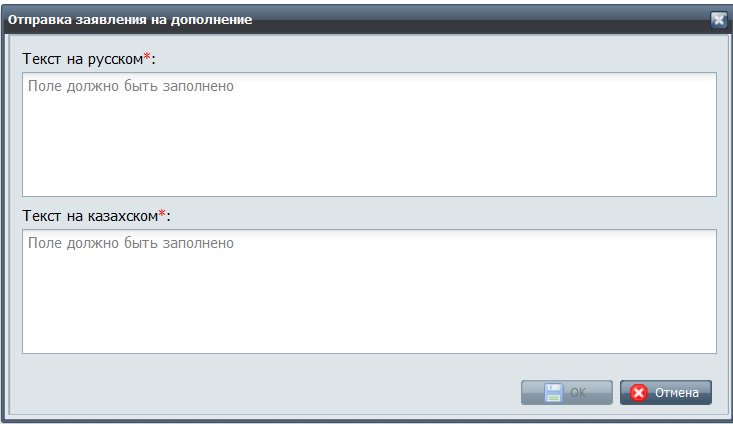 Отправка заявления на дополнение
Текст на русском*:
Поле должно быть заполнено
Текст на казахском*:
Поле должно быть заполнено
OK Отмена